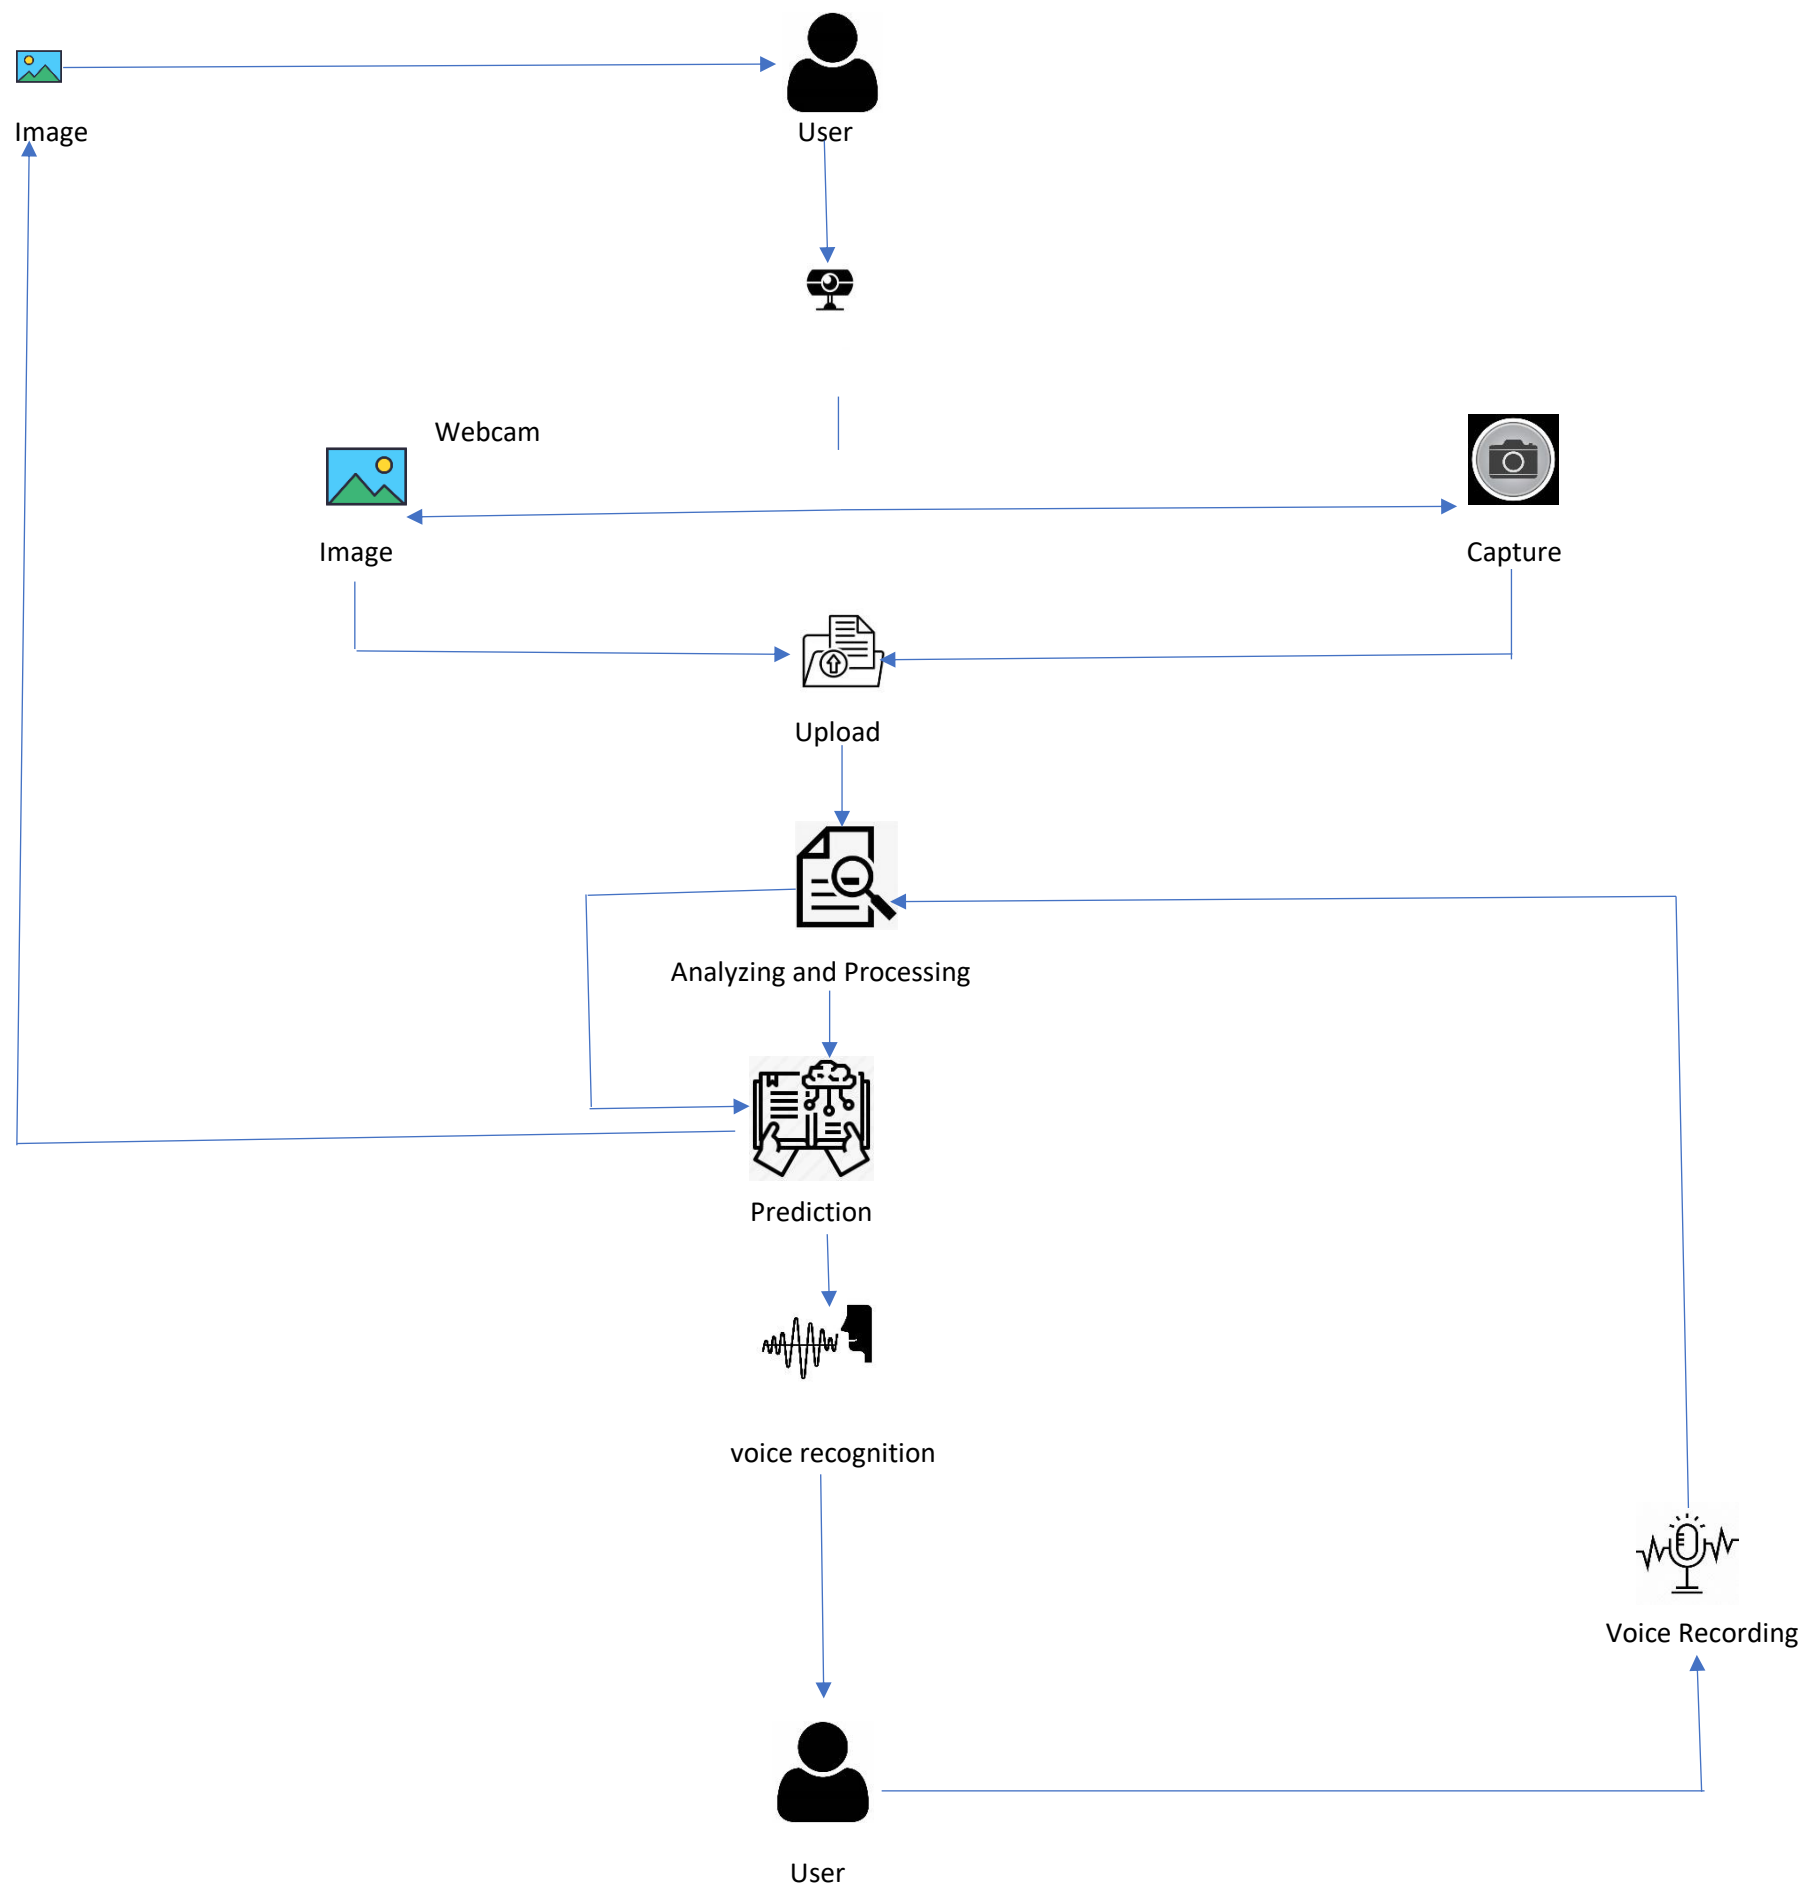 Image
User
Webcam
Image
Capture
Upload
Analyzing and Processing
Prediction
voice recognition
Voice Recording
User